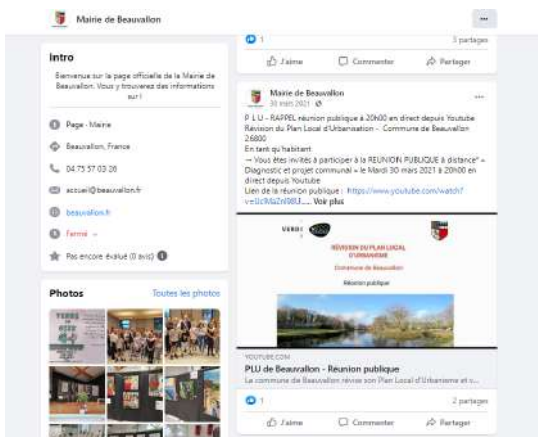 Mairie de Beauvallon
Intro
Bienvenue sur la page officielle de la Mairie de
Beauvallon. Vous y trouverez des informations
sur l
Page · Mairie
Beauvallon, France
04 75 57 03 26
accueil@beauvallon.fr
beauvallon.fr
Fermé
Pas encore évalué (0 avis)
Photos
Toutes les photos
1
3 partages
J'aime
Commenter
Partager
Mairie de Beauvallon
30 mars 2021
P L U - RAPPEL réunion publique à 20h00 en direct depuis Youtube
Révision du Plan Local d'Urbanisation - Commune de Beauvallon
26800
En tant qu'habitant
→ Vous êtes invités à participer à la REUNION PUBLIQUE à distance* «
Diagnostic et projet communal » le Mardi 30 mars 2021 à 20h00 en
direct depuis Youtube
Lien de la réunion publique : https://www.youtube.com/watch?
Voir plus
VERDI
RÉVISION DU PLAN LOCAL
D'URBANISME
Commune de Beauvallon
Réunion publique
YOUTUBE.COM
PLU de Beauvallon - Reunion publique
La commune de Beauvallon révise son Plan Local d'Urbanisme et v...
1
2 partages
J'aime
Commenter
Partager